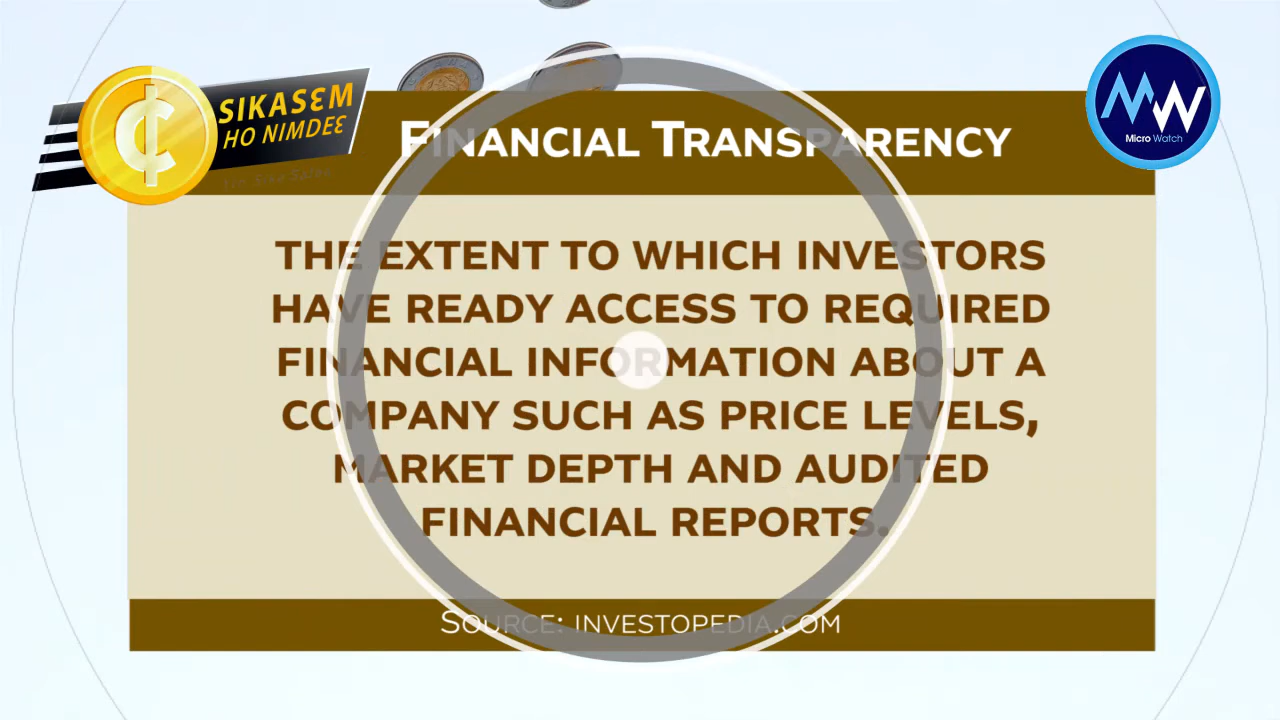 SIKASƐM
HO NIMDEƐ
MW
Micro Watch
FINANCIAL TRANSPARENCY
THE EXTENT TO WHICH INVESTORS
HAVE READY ACCESS TO REQUIRED
FINANCIAL INFORMATION ABOUT A
COMPANY SUCH AS PRICE LEVELS,
MARKET DEPTH AND AUDITED
FINANCIAL REPORTS.
SOURCE: INVESTOPEDIA.COM